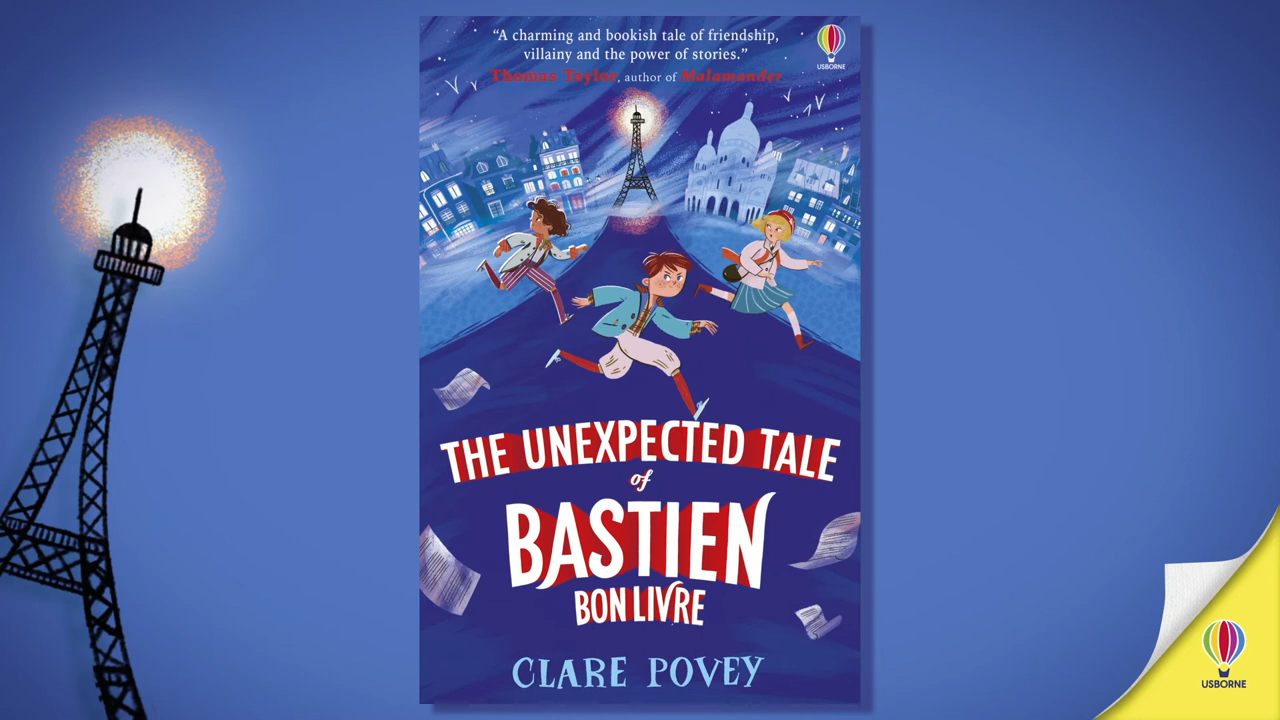 “A charming and bookish tale of friendship,
villainy and the power of stories.”
Thomas Taylor, author of Malamander
USBORNE
THE UNEXPECTED TALE
of
BASTIEN
BON LIVRE
CLARE POVEY
USBORNE